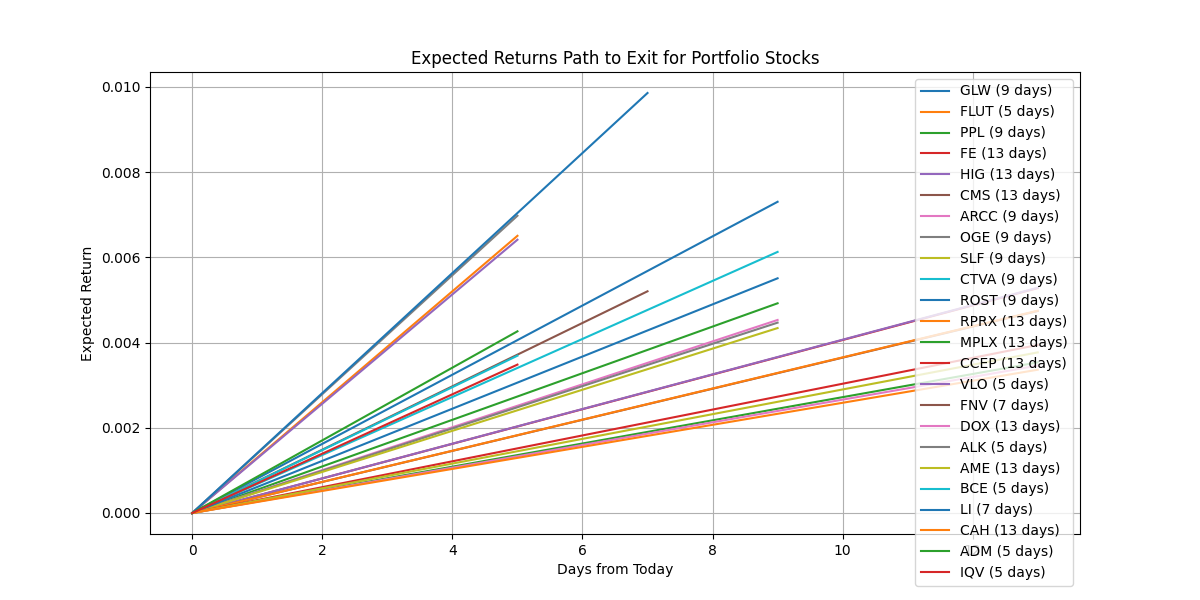 Expected Returns Path to Exit for Portfolio Stocks
Expected Return
0.010
0.008
0.006
0.004
0.002
0.000
0 2 4 6 8 10
Days from Today
GLW (9 days)
FLUT (5 days)
PPL (9 days)
FE (13 days)
HIG (13 days)
CMS (13 days)
ARCC (9 days)
OGE (9 days)
SLF (9 days)
CTVA (9 days)
ROST (9 days)
RPRX (13 days)
MPLX (13 days)
CCEP (13 days)
VLO (5 days)
FNV (7 days)
DOX (13 days)
ALK (5 days)
AME (13 days)
BCE (5 days)
LI (7 days)
CAH (13 days)
ADM (5 days)
IQV (5 days)